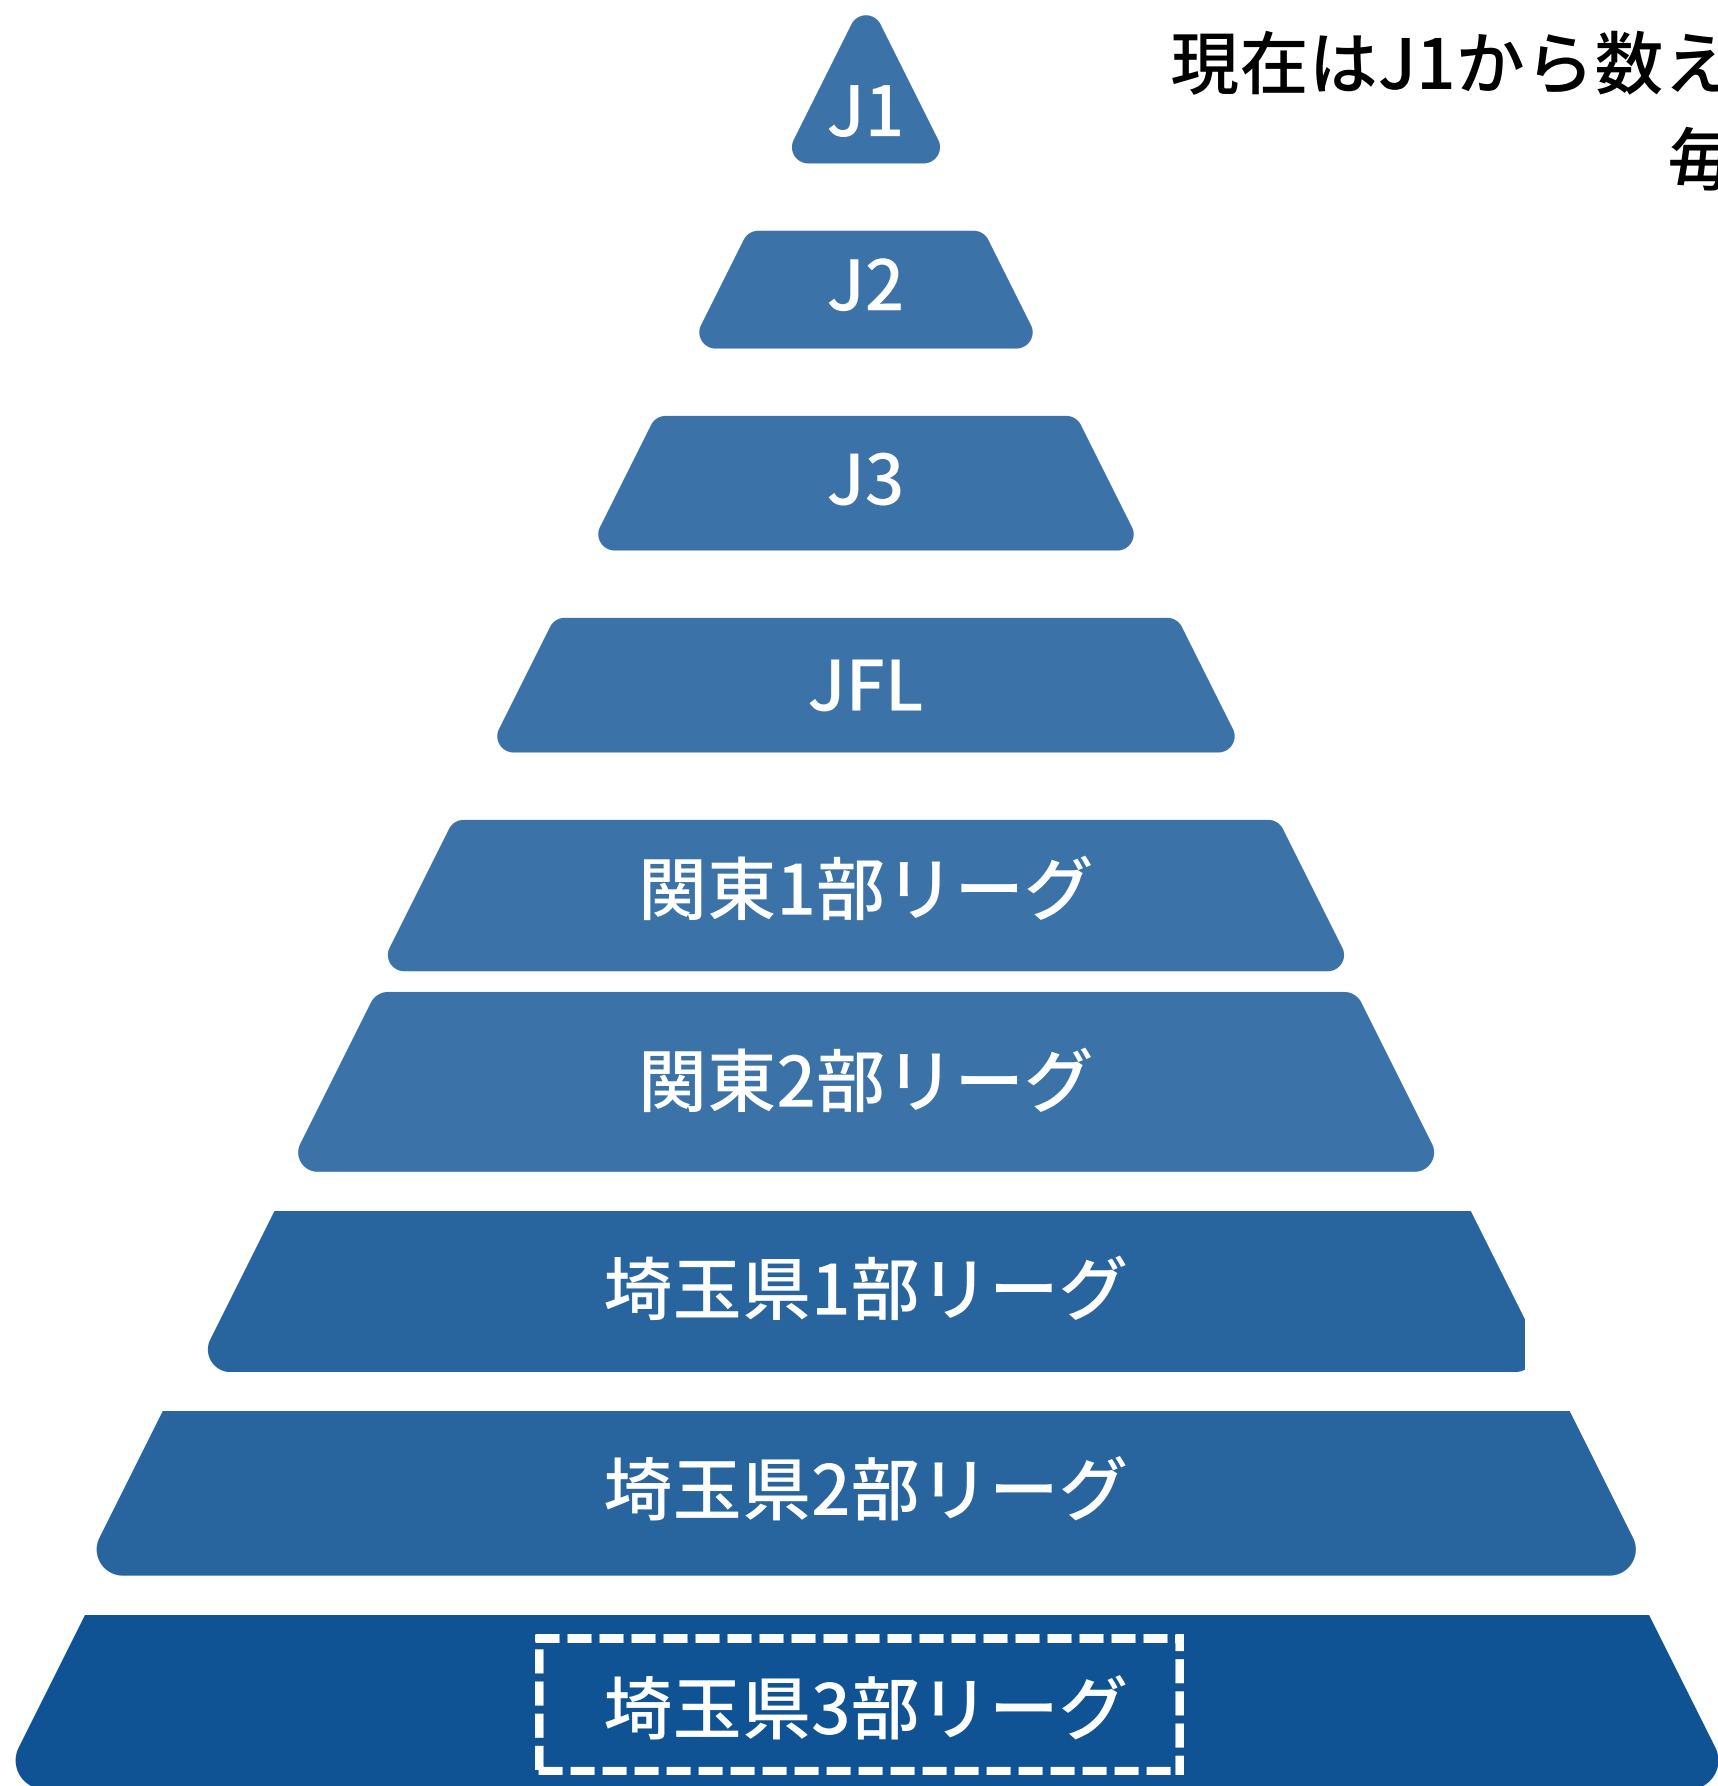 現在はJ1から数え
毎
J1
J2
J3
JFL
関東1部リーグ
関東2部リーグ
埼玉県1部リーグ
埼玉県2部リーグ
埼玉県3部リーグ